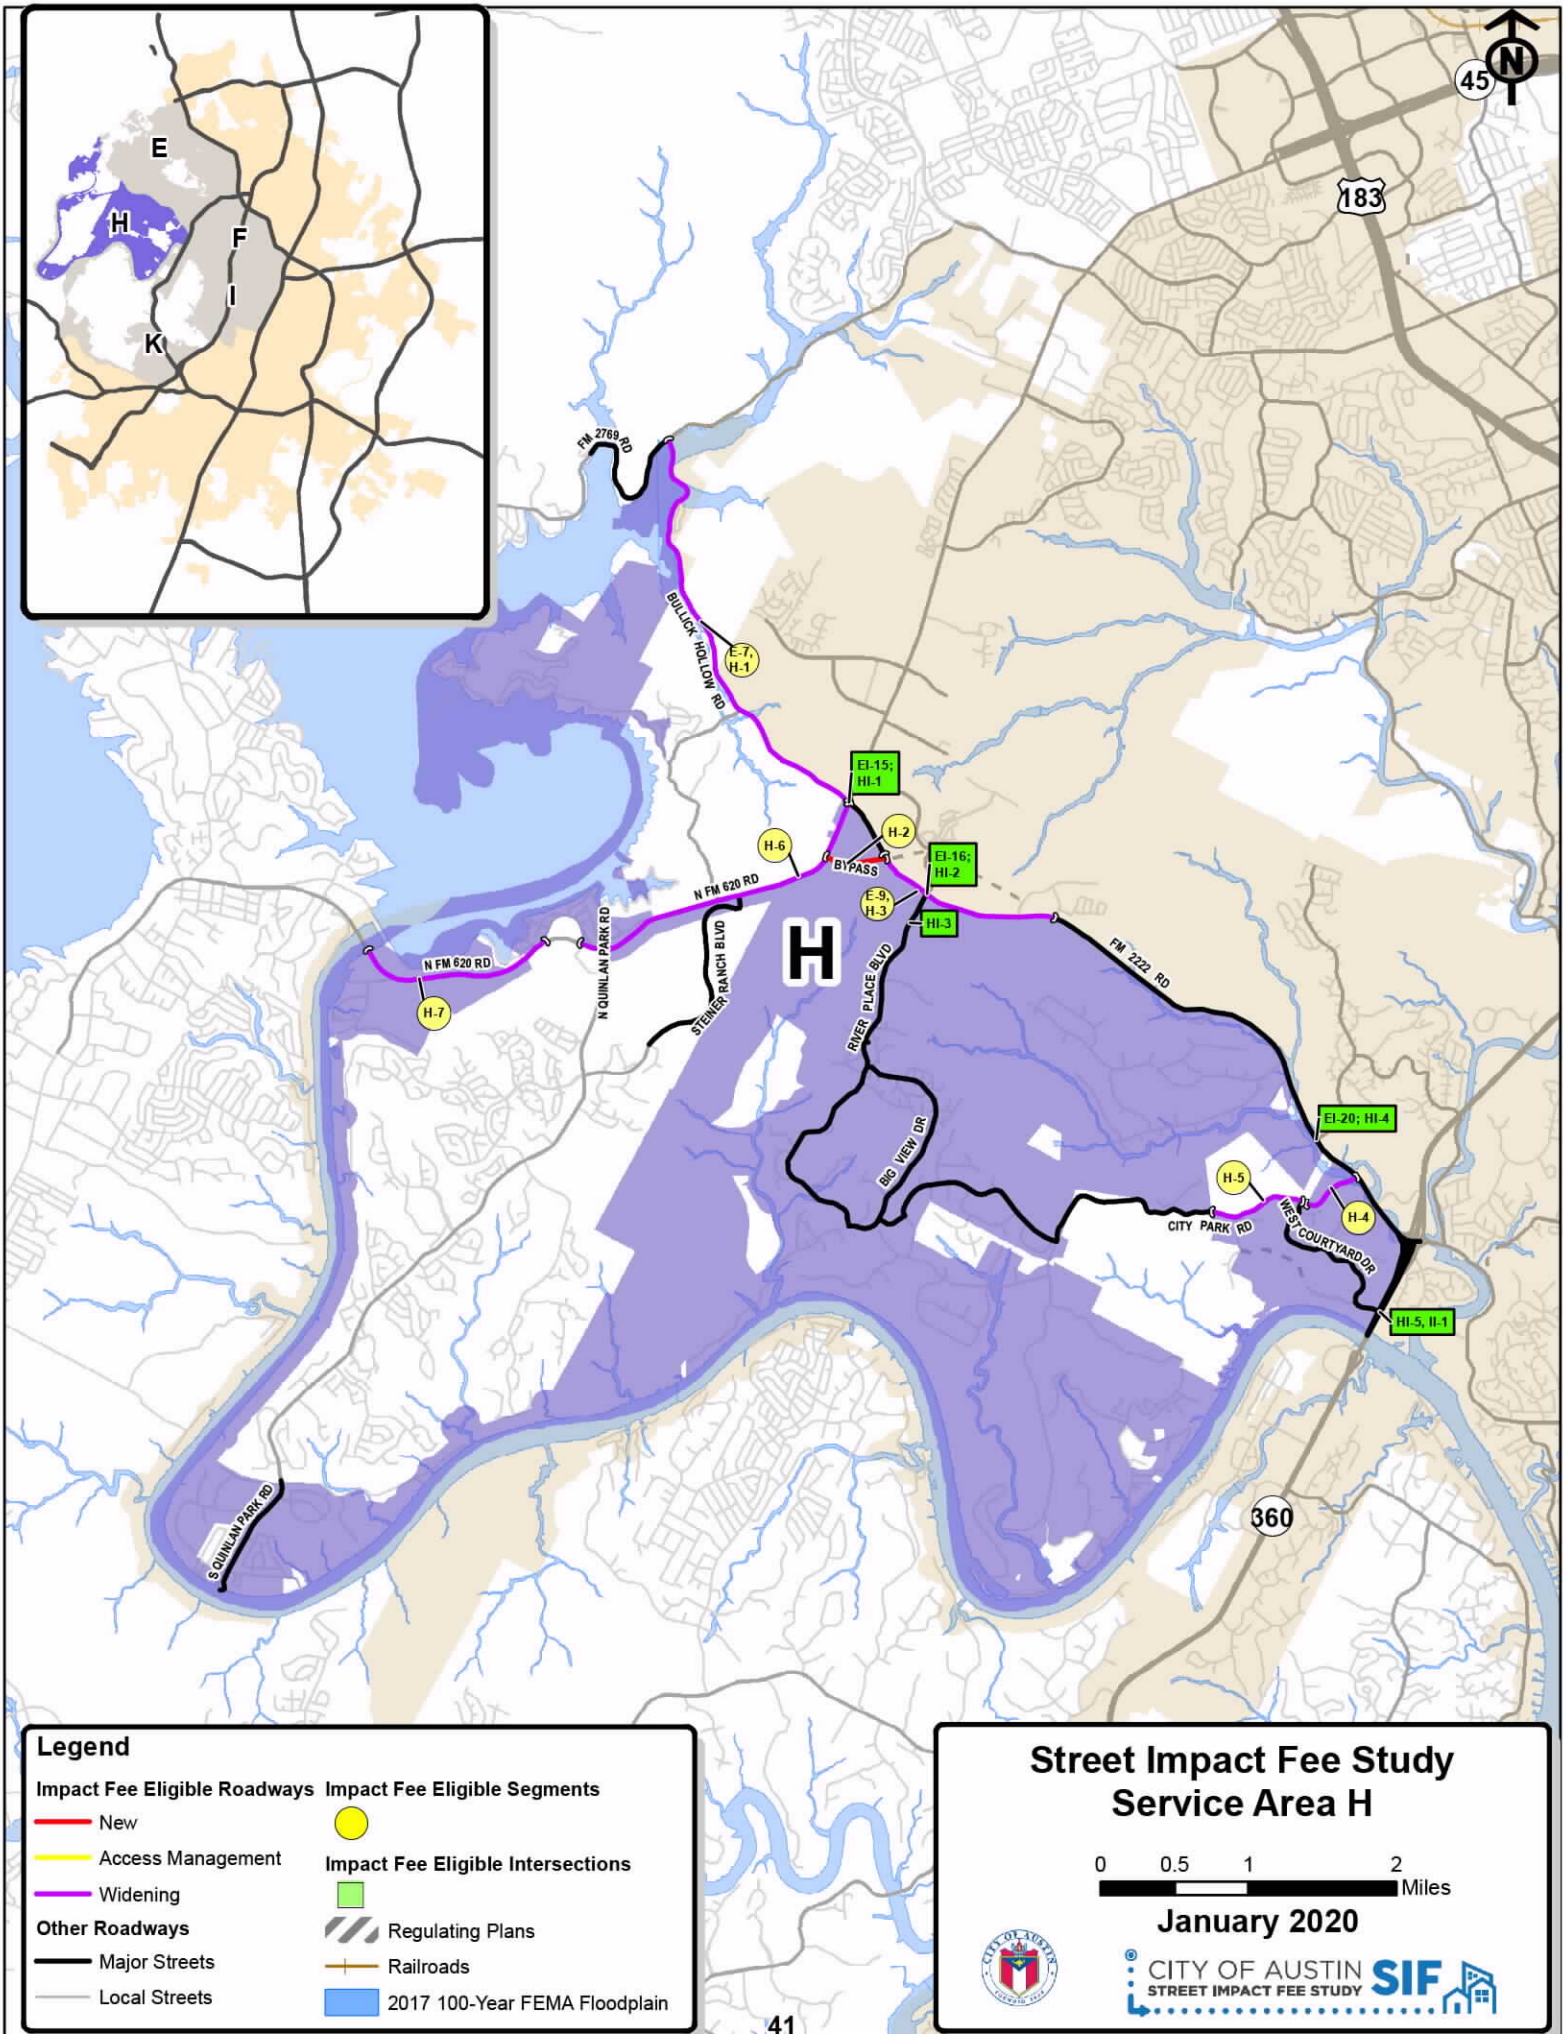 E
H
F
I
K
N
45
183
FM 2769 RD
BULLICK HOLLOW RD
E-7,
H-1
EI-15;
HI-1
H-2
H-6
BYPASS
EI-16;
HI-2
N FM 620 RD
E-9,
H-3
HI-3
H
N QUINLAN PARK RD
STEINER RANCH BLVD
N FM 620 RD
H-7
RIVER PLACE BLVD
FM 2222 RD
EI-20; HI-4
BIG VIEW DR
H-5
H-4
CITY PARK RD
WEST COURTYARD DR
HI-5, II-1
360
S QUINLAN PARK RD
Legend
Impact Fee Eligible Roadways
New
Access Management
Widening
Other Roadways
Major Streets
Local Streets
Impact Fee Eligible Segments
Impact Fee Eligible Intersections
Regulating Plans
Railroads
2017 100-Year FEMA Floodplain
Street Impact Fee Study
Service Area H
0 0.5 1 2
Miles
January 2020
CITY OF AUSTIN
FOUNDED 1839
CITY OF AUSTIN
STREET IMPACT FEE STUDY
SIF
41